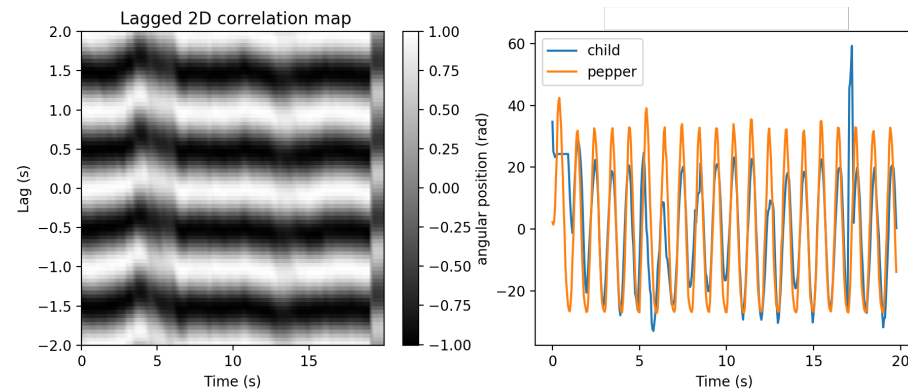 Lagged 2D correlation map
2.0
1.5
1.0
0.5
0.0
−0.5
−1.0
−1.5
−2.0
Lag (s)
0 5 10 15
Time (s)
1.00
0.75
0.50
0.25
0.00
−0.25
−0.50
−0.75
−1.00
angular position (rad)
60
40
20
0
−20
child
pepper
0 5 10 15 20
Time (s)